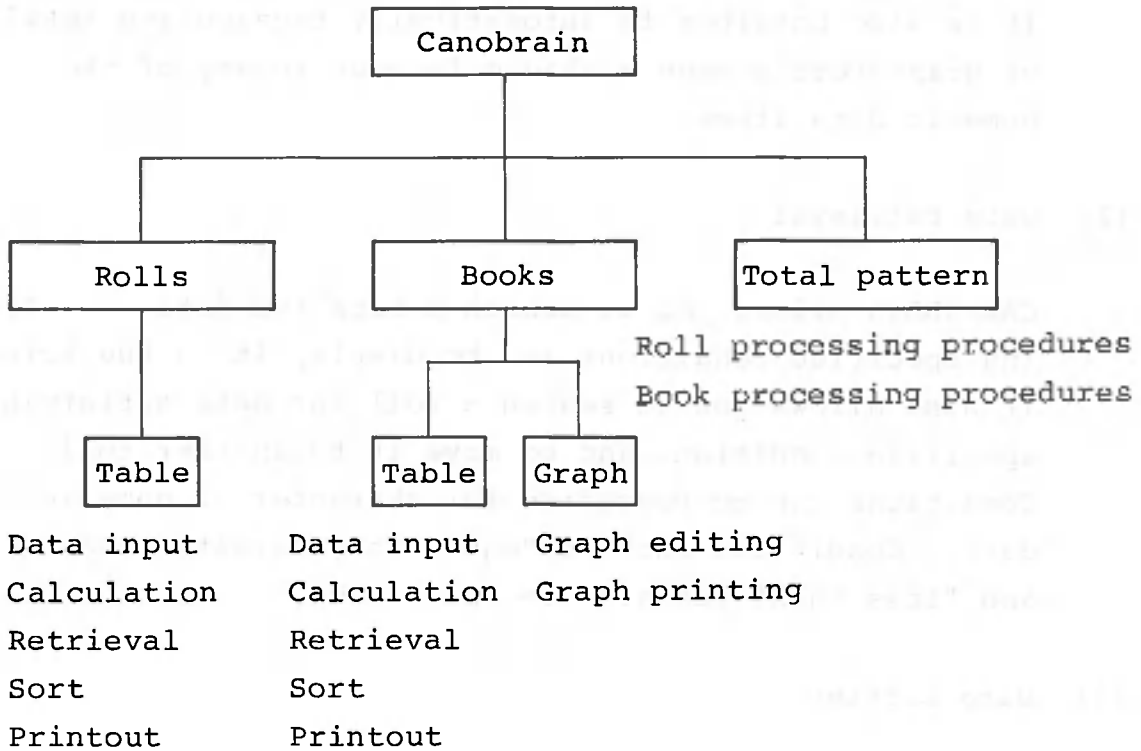 Canobrain
Rolls Books Total pattern
Roll processing procedures
Book processing procedures
Table Table Graph
Data input Data input Graph editing
Calculation Calculation Graph printing
Retrieval Retrieval
Sort Sort
Printout Printout